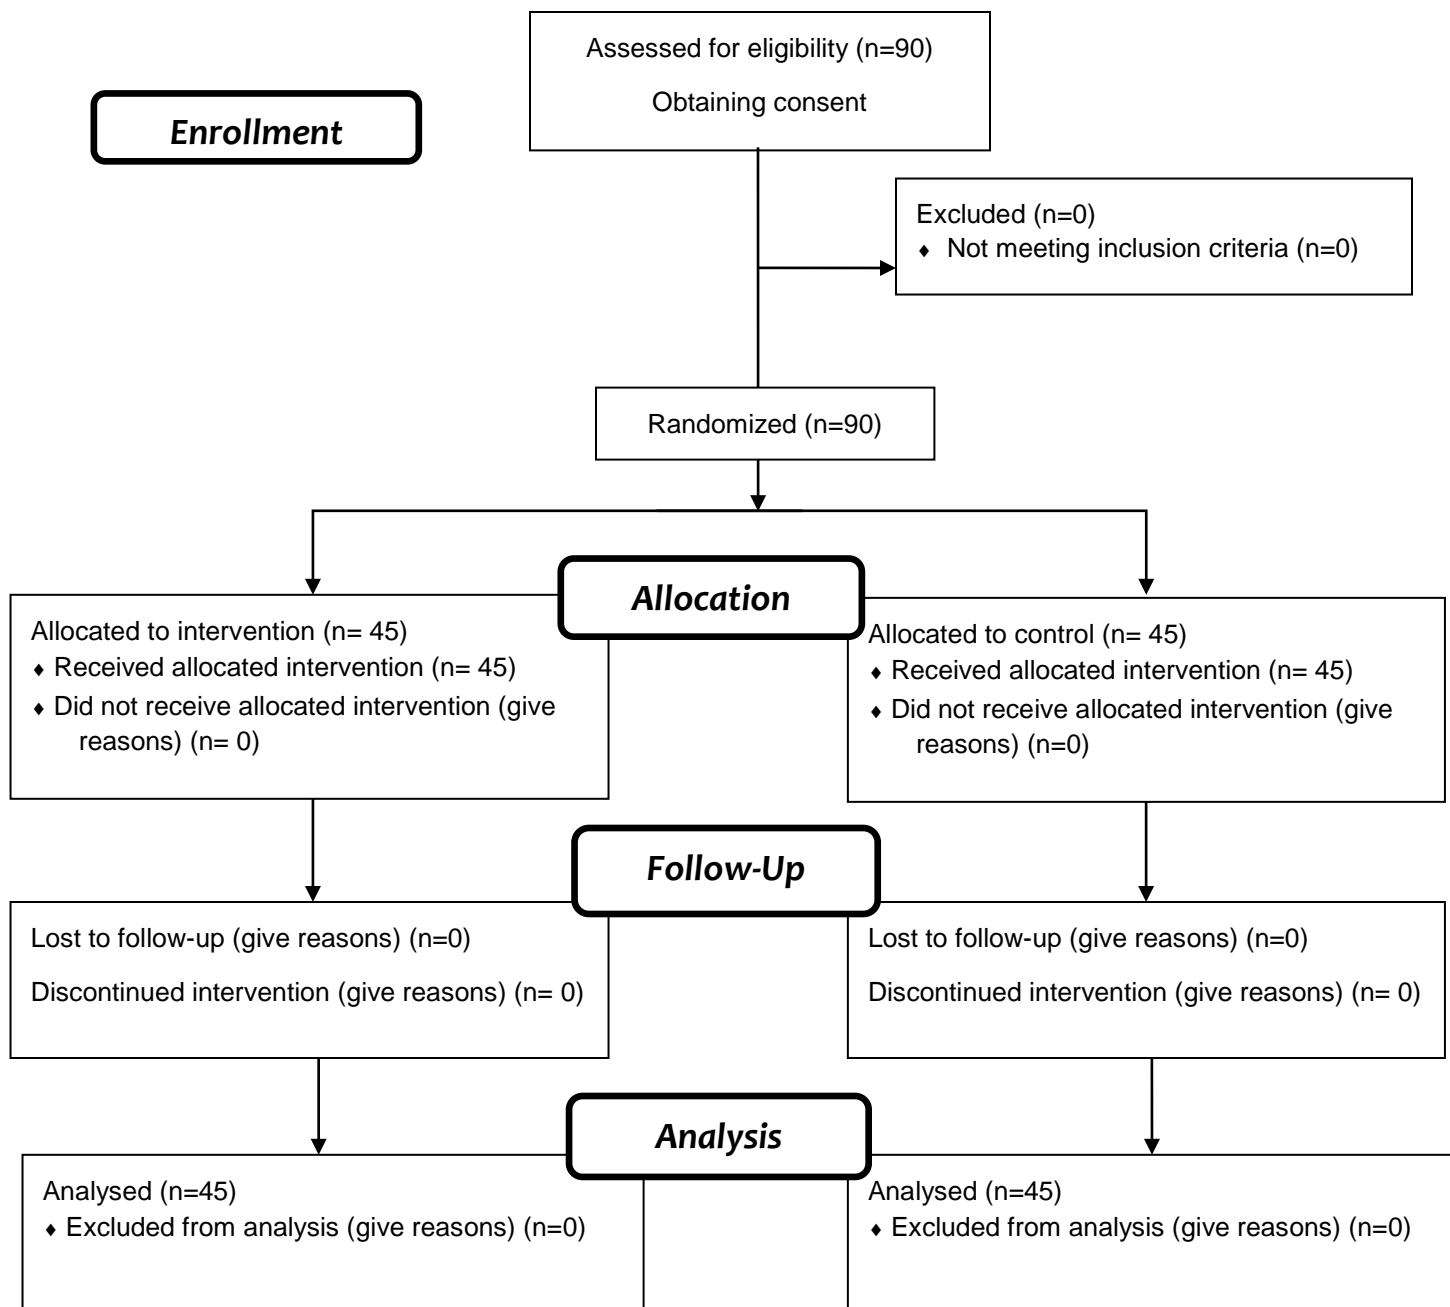 Assessed for eligibility (n=90)
Obtaining consent
Enrollment
Excluded (n=0)
♦ Not meeting inclusion criteria (n=0)
Randomized (n=90)
Allocation
Allocated to intervention (n= 45)
♦ Received allocated intervention (n= 45)
♦ Did not receive allocated intervention (give
reasons) (n= 0)
Allocated to control (n= 45)
♦ Received allocated intervention (n= 45)
♦ Did not receive allocated intervention (give
reasons) (n=0)
Follow-Up
Lost to follow-up (give reasons) (n=0)
Discontinued intervention (give reasons) (n= 0)
Lost to follow-up (give reasons) (n=0)
Discontinued intervention (give reasons) (n= 0)
Analysis
Analysed (n=45)
♦ Excluded from analysis (give reasons) (n=0)
Analysed (n=45)
♦ Excluded from analysis (give reasons) (n=0)